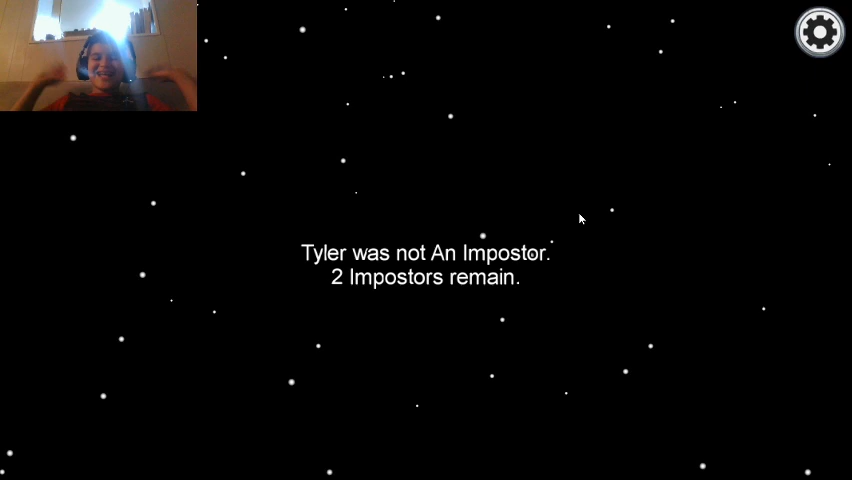 Tyler was not An Impostor.
2 Impostors remain.